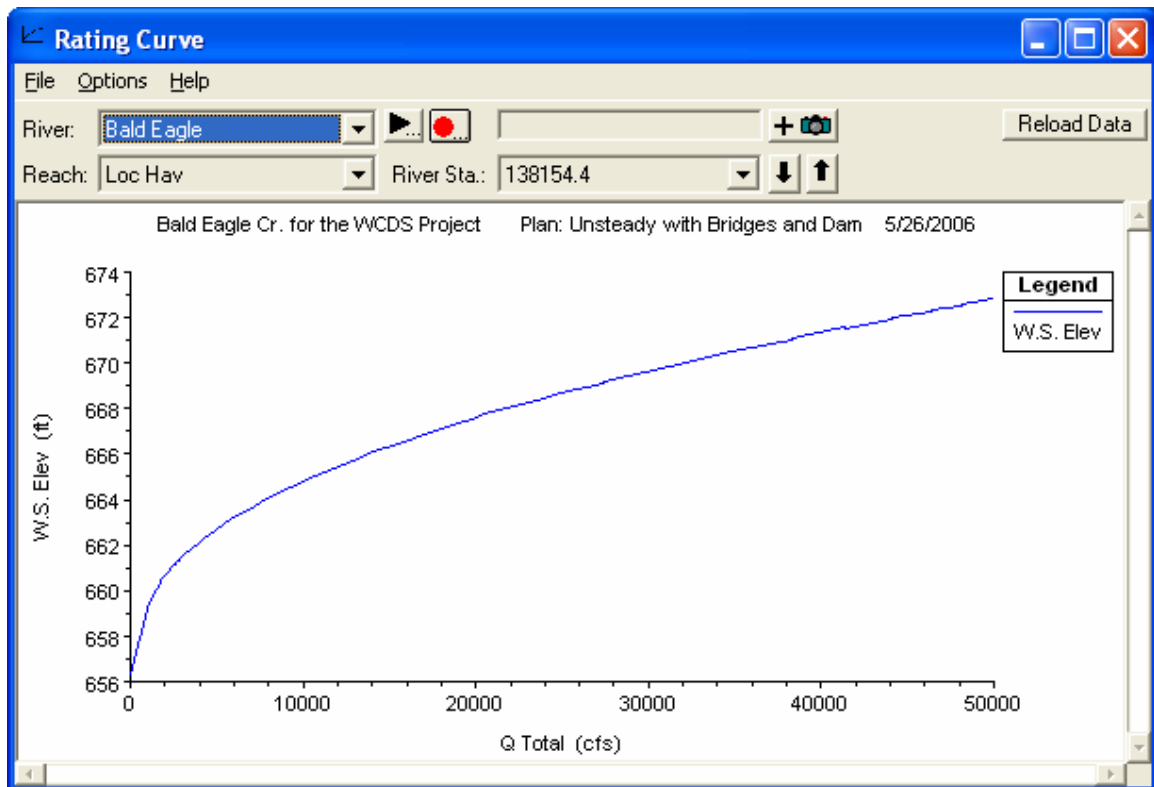 Rating Curve
File Options Help
River: Bald Eagle Reload Data
Reach: Loc Hav River Sta.: 138154.4
Bald Eagle Cr. for the WCDS Project Plan: Unsteady with Bridges and Dam 5/26/2006
674
672
670
668
666
664
662
660
658
656
W.S. Elev (ft)
0 10000 20000 30000 40000 50000
Q Total (cfs)
Legend
W.S. Elev